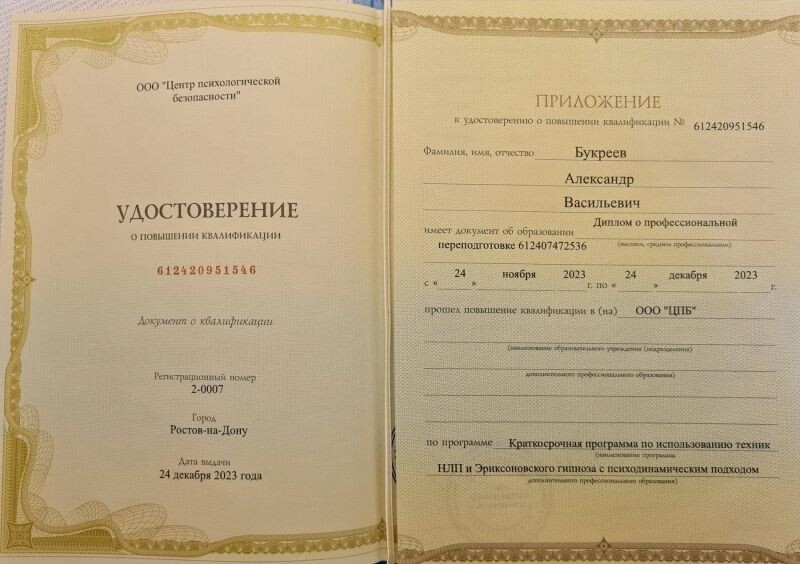 ООО "Центр психологической
безопасности"
УДОСТОВЕРЕНИЕ
О ПОВЫШЕНИИ КВАЛИФИКАЦИИ
612420951546
Документ о квалификации
Регистрационный номер
2-0007
Город
Ростов-на-Дону
Дата выдачи
24 декабря 2023 года
ПРИЛОЖЕНИЕ
к удостоверению о повышении квалификации № 612420951546
Фамилия, имя, отчество Букреев
Александр
Васильевич
имеет документ об образовании Диплом о профессиональной
(высшем, среднем профессиональном)
переподготовке 612407472536
с « 24 » ноября 2023 г. по « 24 » декабря 2023 г.
прошел повышение квалификации в (на) ООО "ЦПБ"
(наименование образовательного учреждения (подразделения)
дополнительного профессионального образования)
по программе Краткосрочная программа по использованию техник
(наименование программы
НЛП и Эриксоновского гипноза с психодинамическим подходом
дополнительного профессионального образования)